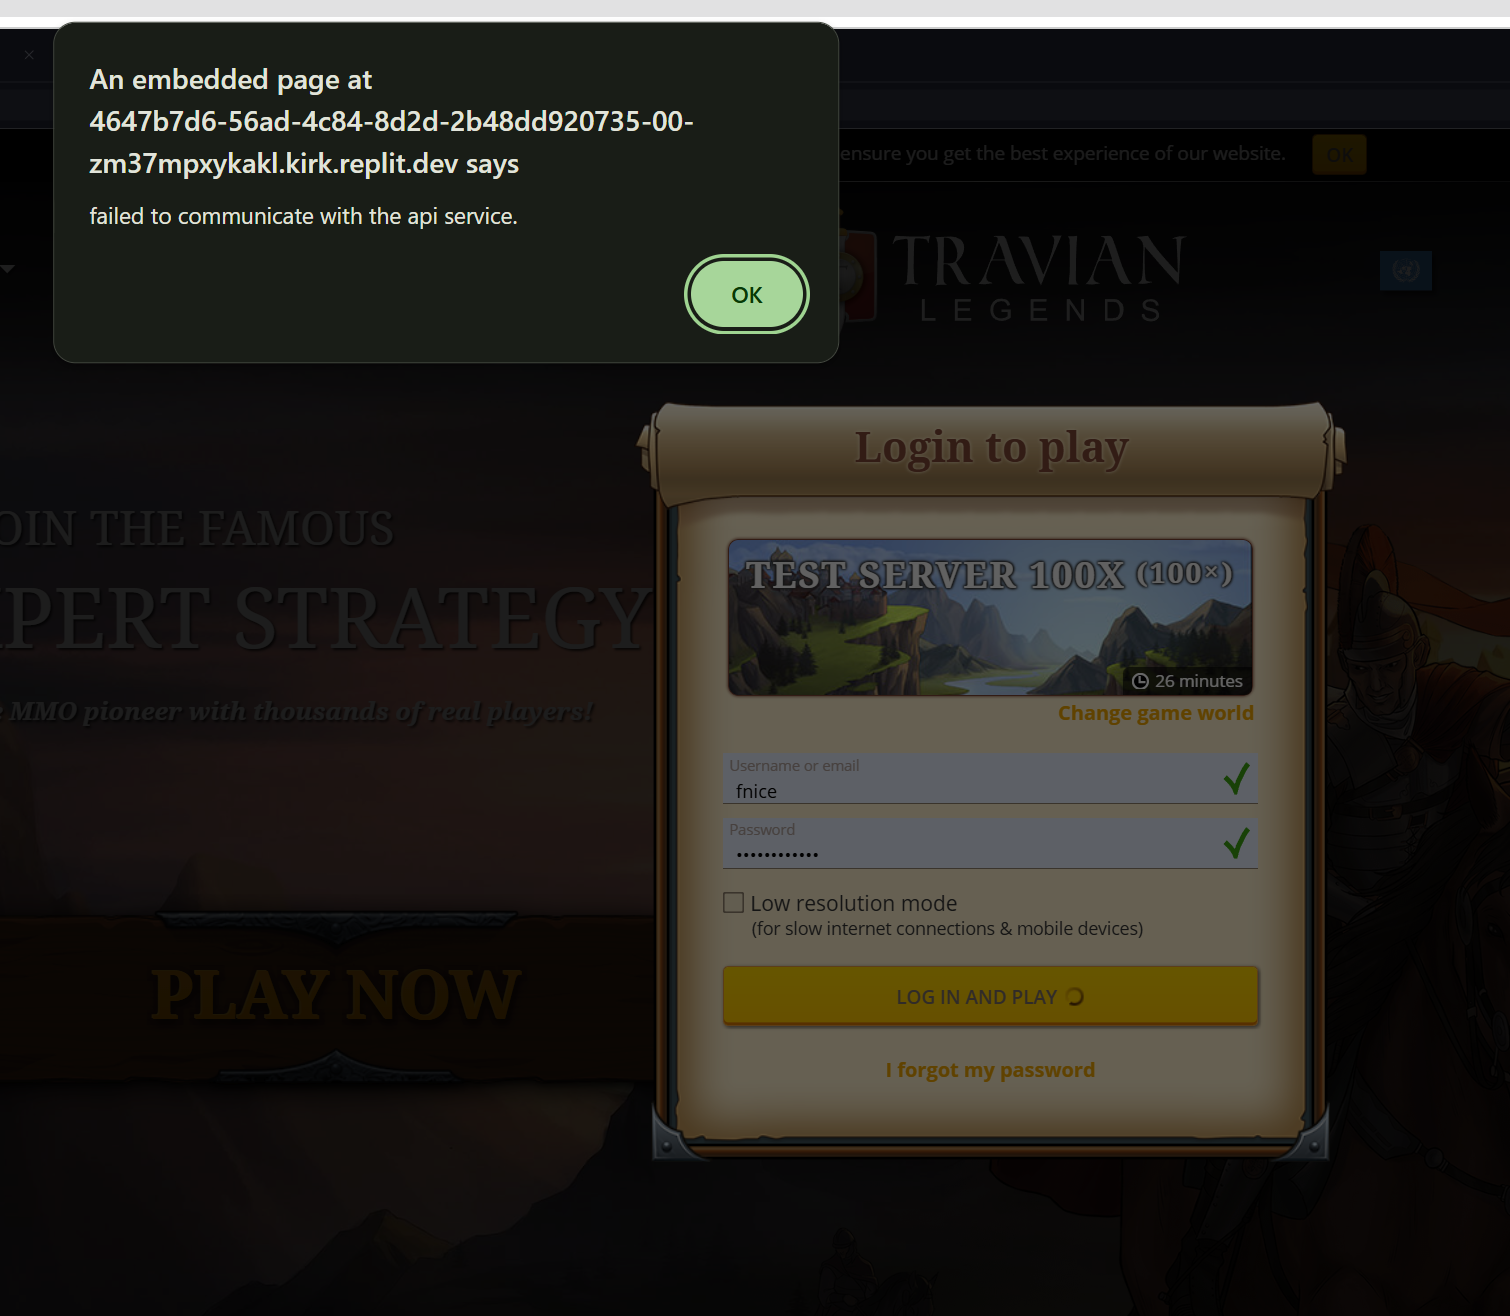 An embedded page at
4647b7d6-56ad-4c84-8d2d-2b48dd920735-00-
zm37mpxykakl.kirk.replit.dev says
failed to communicate with the api service.
OK
ensure you get the best experience of our website.
OK
TRAVIAN
LEGENDS
Login to play
OIN THE FAMOUS
PERT STRATEGY
MMO pioneer with thousands of real players!
PLAY NOW
TEST SERVER 100X (100×)
26 minutes
Change game world
Username or email
fnice
Password
••••••••••••
Low resolution mode
(for slow internet connections & mobile devices)
LOG IN AND PLAY
I forgot my password